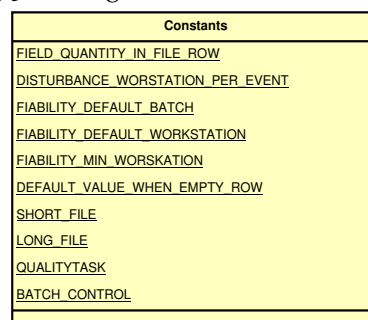 Constants
FIELD_QUANTITY_IN_FILE_ROW
DISTURBANCE_WORSTATION_PER_EVENT
FIABILITY_DEFAULT_BATCH
FIABILITY_DEFAULT_WORKSTATION
FIABILITY_MIN_WORSKATION
DEFAULT_VALUE_WHEN_EMPTY_ROW
SHORT_FILE
LONG_FILE
QUALITYTASK
BATCH_CONTROL